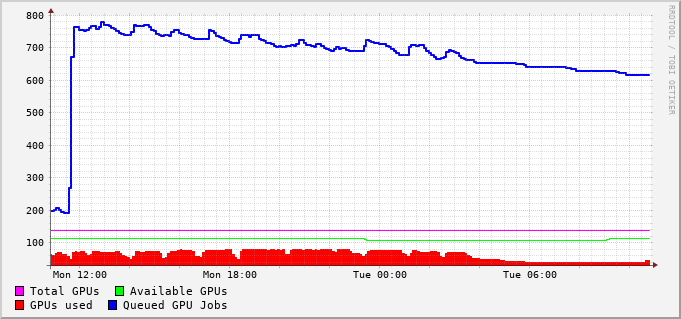 800
700
600
500
400
300
200
100
Mon 12:00 Mon 18:00 Tue 00:00 Tue 06:00
Total GPUs Available GPUs
GPUs used Queued GPU Jobs
RRDTOOL / TOBI OETIKER